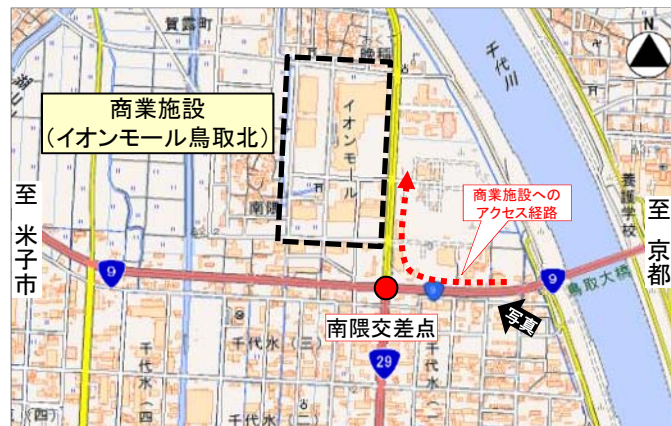 賀露町
晩稲
千代川
N
商業施設
（イオンモール鳥取北）
イオンモール
南隈
商業施設への
アクセス経路
養護学校
至 米子市
至 京都
9
9
9
鳥取大橋
写真
南隈交差点
29
千代水（三）
千代水（四）
千代水（二）
千代水（一）
（四）